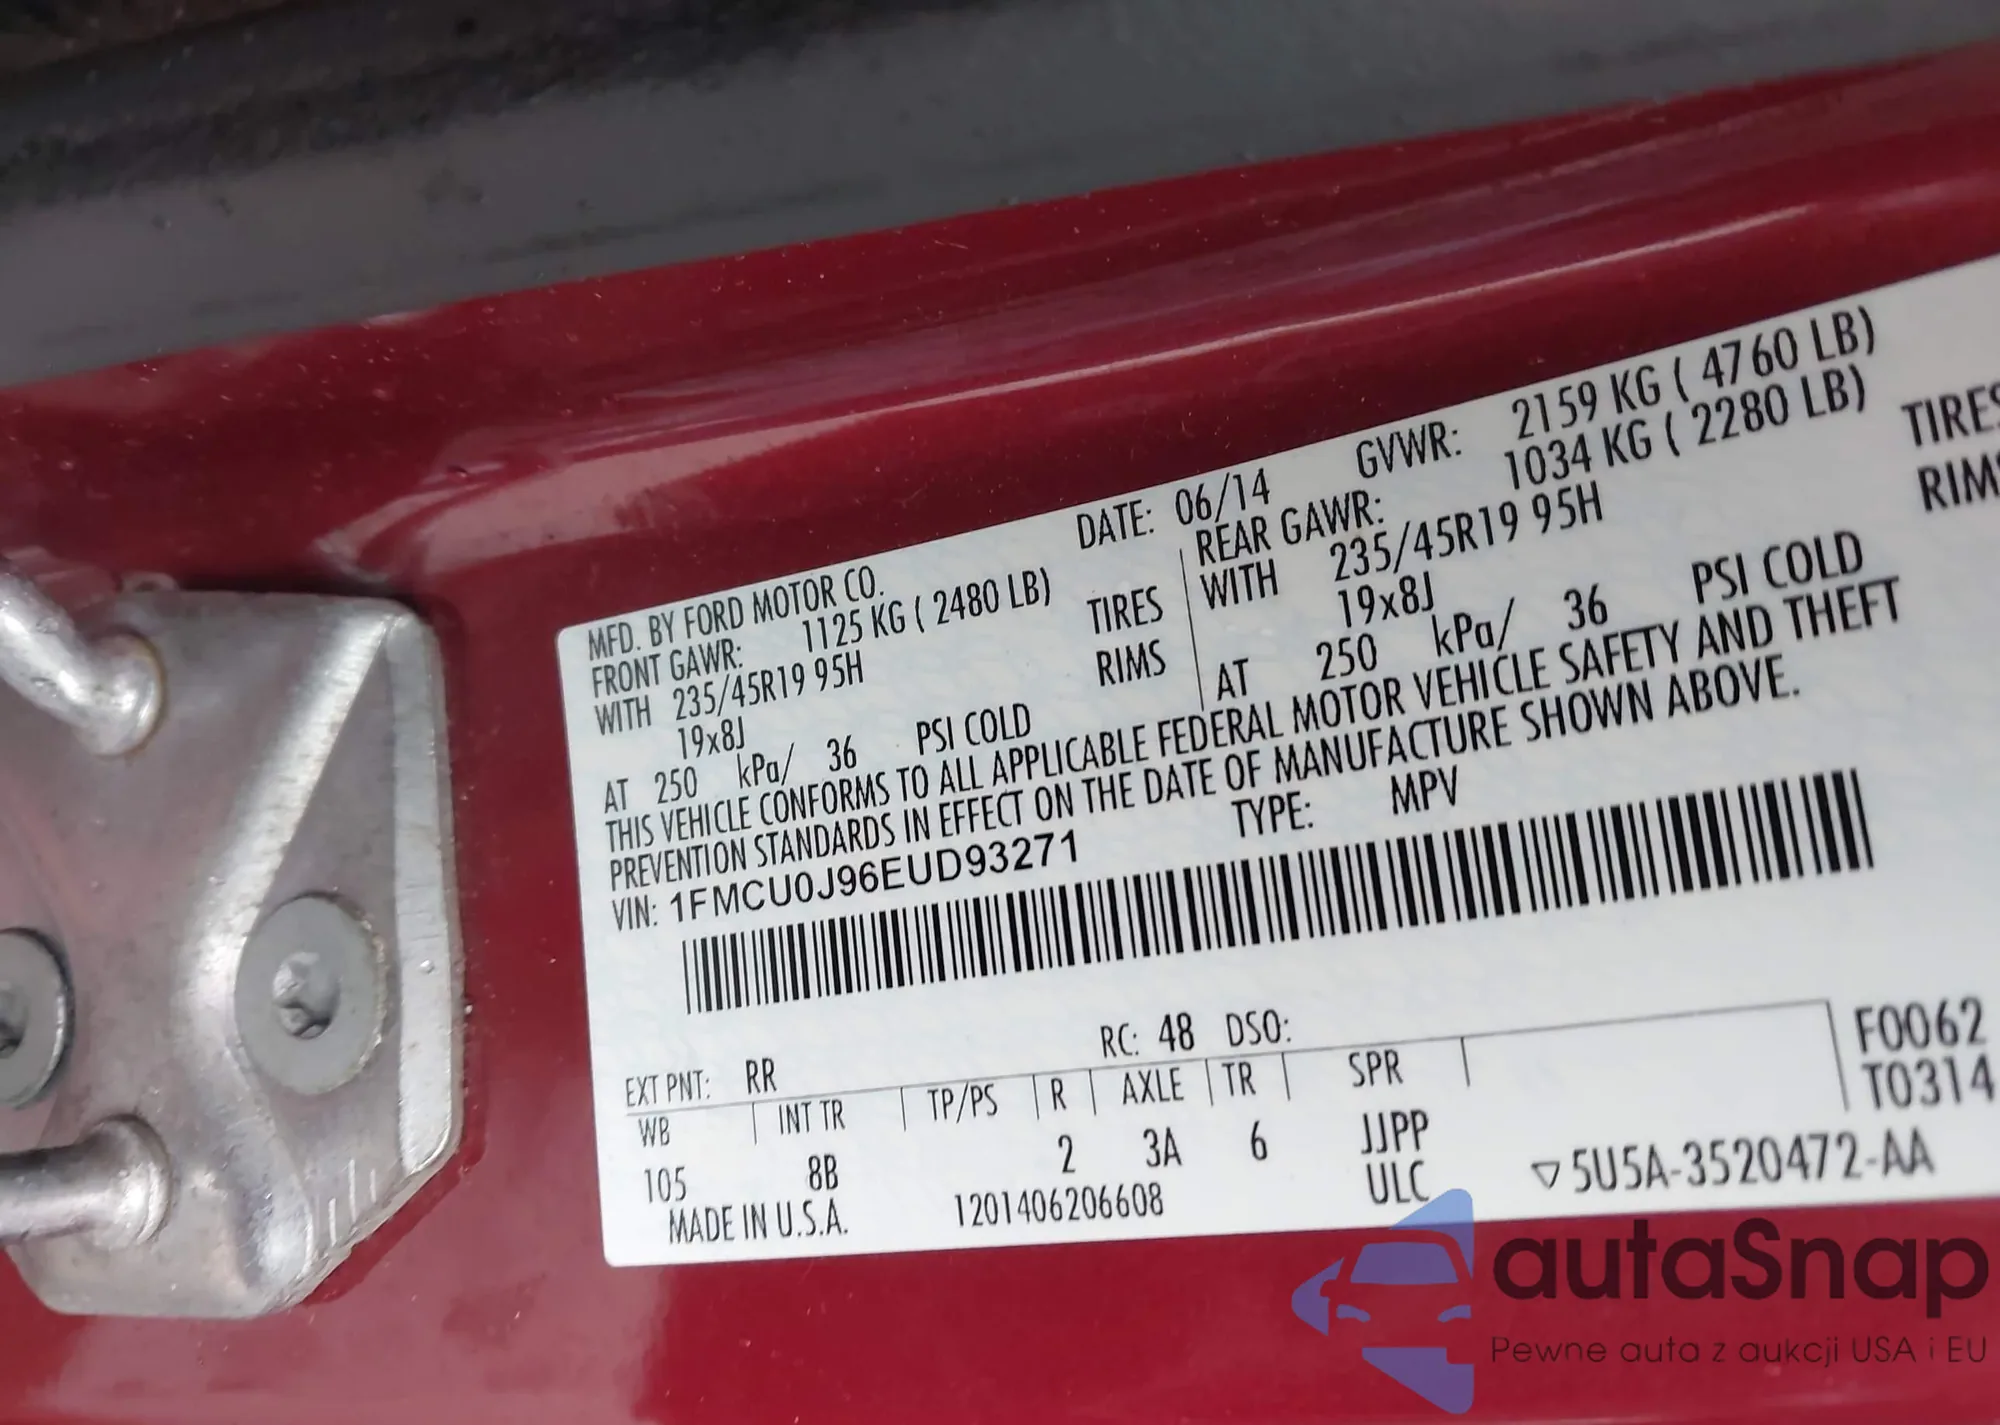 MFD. BY FORD MOTOR CO.
DATE: 06/14
GVWR: 2159 KG ( 4760 LB)
FRONT GAWR: 1125 KG ( 2480 LB)
REAR GAWR: 1034 KG ( 2280 LB)
WITH 235/45R19 95H TIRES
WITH 235/45R19 95H TIRES
19x8J RIMS
19x8J
AT 250 kPa/ 36 PSI COLD
AT 250 kPa/ 36 PSI COLD
THIS VEHICLE CONFORMS TO ALL APPLICABLE FEDERAL MOTOR VEHICLE SAFETY AND THEFT
PREVENTION STANDARDS IN EFFECT ON THE DATE OF MANUFACTURE SHOWN ABOVE.
VIN: 1FMCU0J96EUD93271
TYPE: MPV
EXT PNT: RR RC: 48 DSO:
WB INT TR TP/PS R AXLE TR SPR
105 8B 2 3A 6 JJPP
ULC
F0062
T0314
MADE IN U.S.A. 1201406206608
▽5U5A-3520472-AA
autaSnap
Pewne auta z aukcji USA i EU